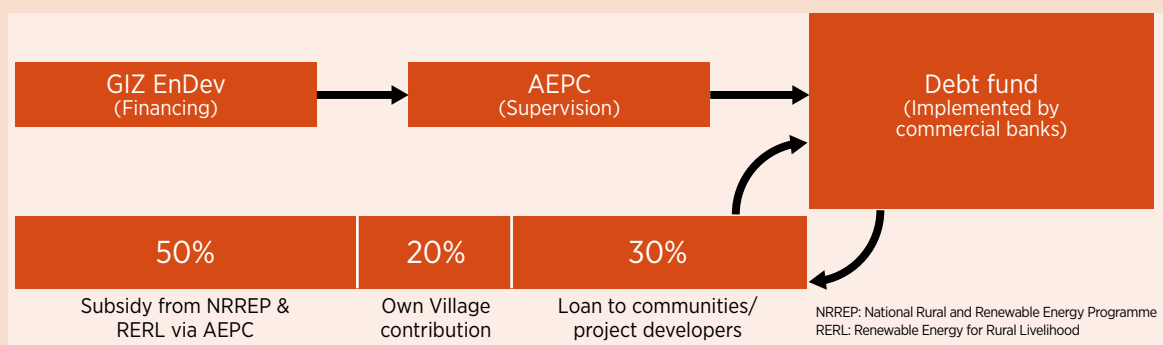 GIZ EnDev
(Financing)
AEPC
(Supervision)
Debt fund
(Implemented by
commercial banks)
50%
20%
30%
Subsidy from NRREP &
RERL via AEPC
Own Village
contribution
Loan to communities/
project developers
NRREP: National Rural and Renewable Energy Programme
RERL: Renewable Energy for Rural Livelihood